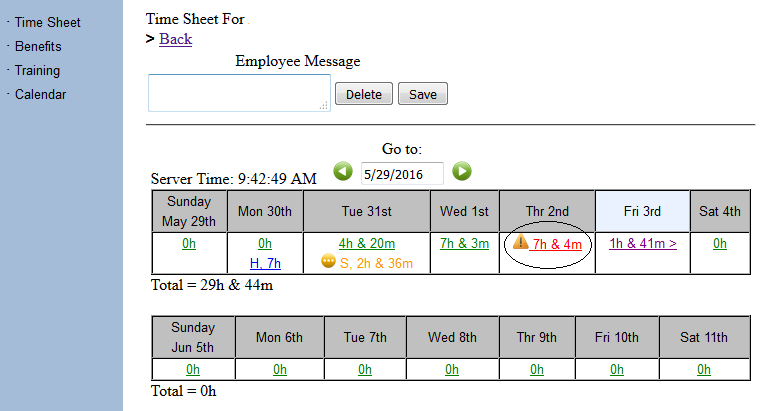 · Time Sheet
· Benefits
· Training
· Calendar
Time Sheet For
> Back
Employee Message
Delete Save
Go to:
Server Time: 9:42:49 AM 5/29/2016
Sunday May 29th Mon 30th Tue 31st Wed 1st Thr 2nd Fri 3rd Sat 4th
0h 0h 4h & 20m 7h & 3m 7h & 4m 1h & 41m > 0h
H, 7h S, 2h & 36m
Total = 29h & 44m
Sunday Jun 5th Mon 6th Tue 7th Wed 8th Thr 9th Fri 10th Sat 11th
0h 0h 0h 0h 0h 0h 0h
Total = 0h